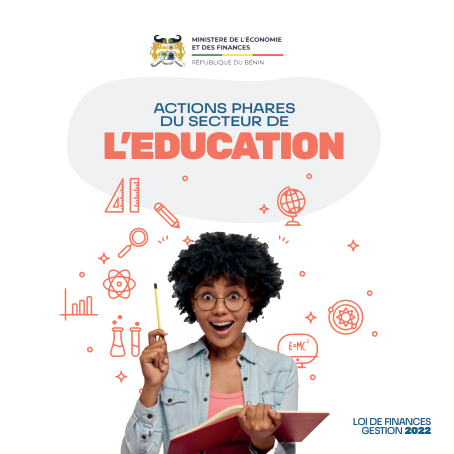 MINISTERE DE L'ÉCONOMIE
ET DES FINANCES
RÉPUBLIQUE DU BÉNIN
ACTIONS PHARES
DU SECTEUR DE
L'EDUCATION
E=MC²
LOI DE FINANCES
GESTION 2022